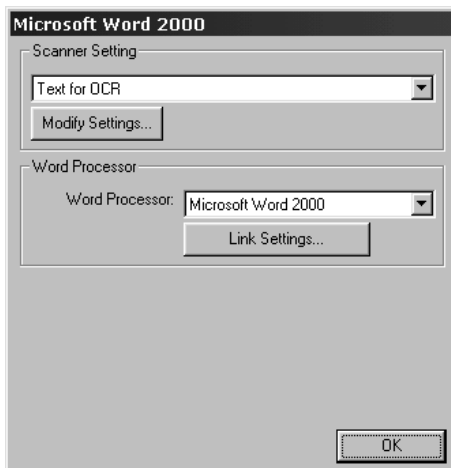 Microsoft Word 2000
Scanner Setting
Text for OCR
Modify Settings...
Word Processor
Word Processor: Microsoft Word 2000
Link Settings...
OK